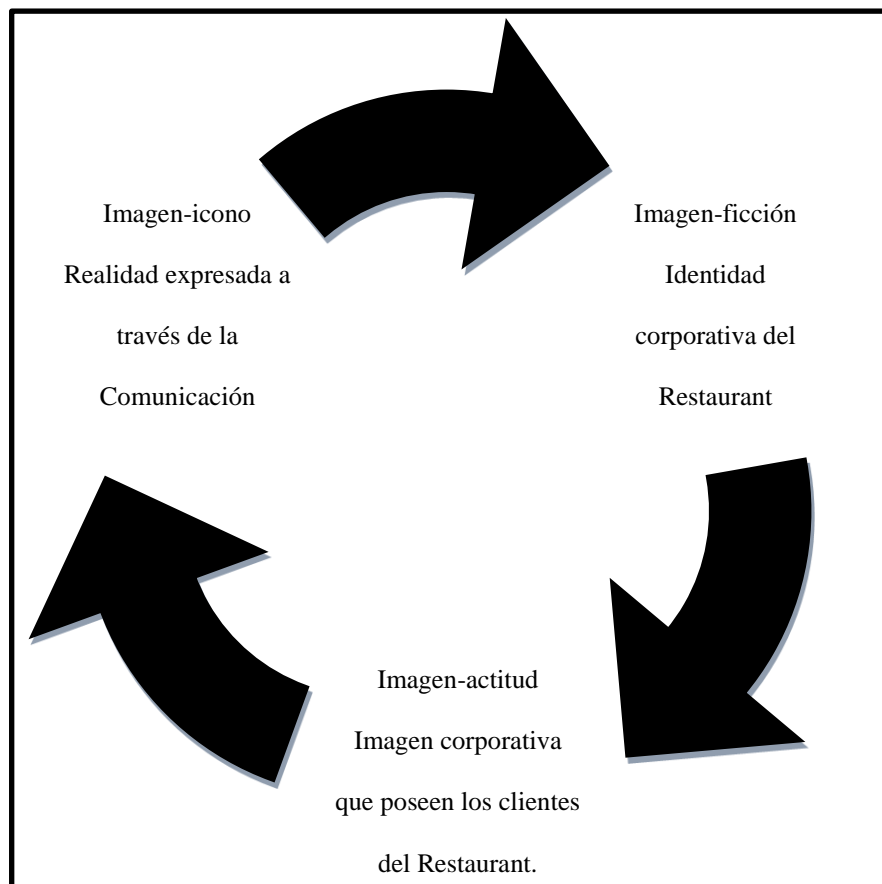 Imagen-icono
Realidad expresada a
través de la
Comunicación
Imagen-ficción
Identidad
corporativa del
Restaurant
Imagen-actitud
Imagen corporativa
que poseen los clientes
del Restaurant.